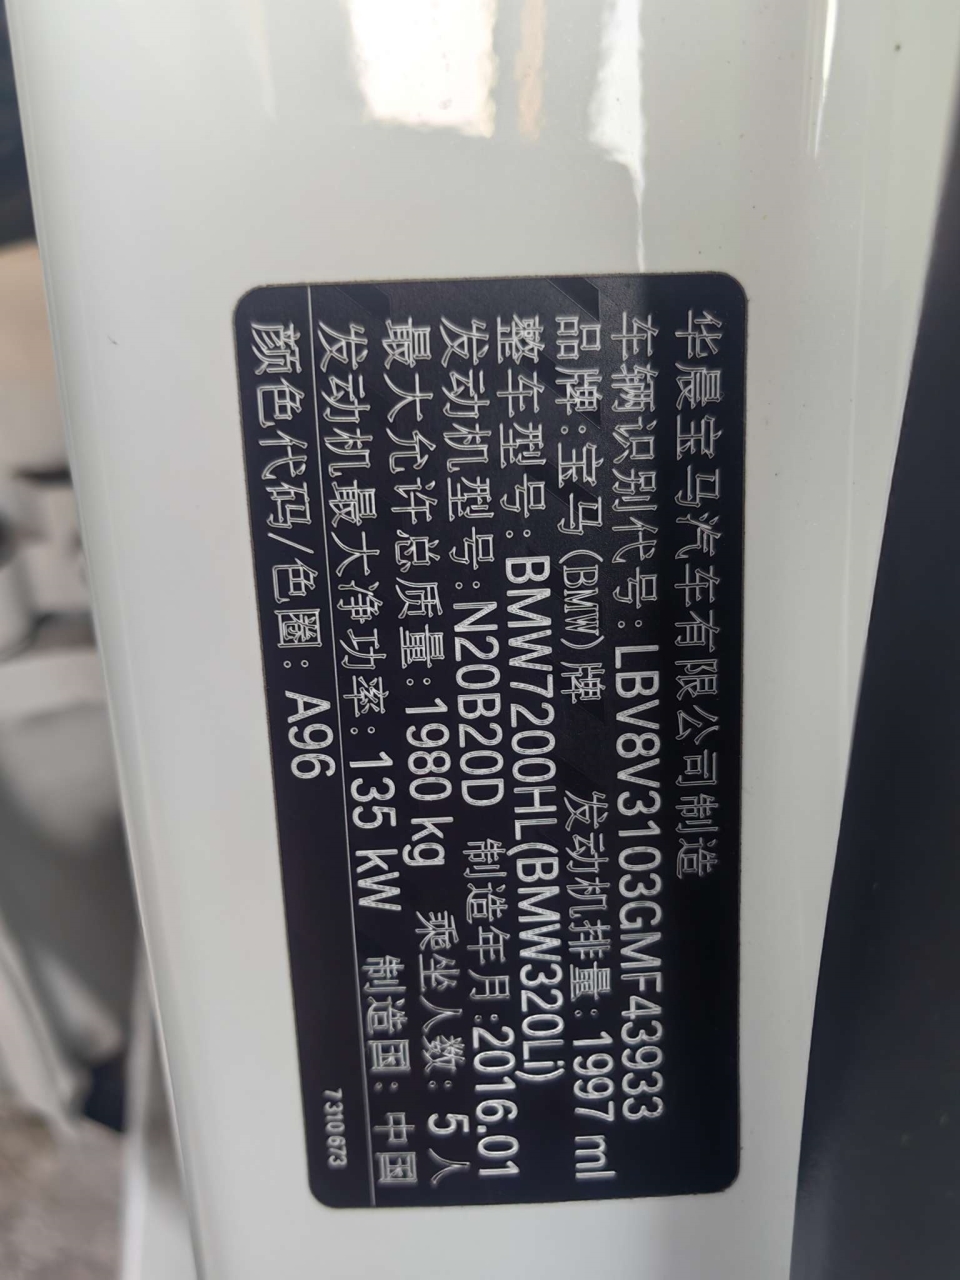 华晨宝马汽车有限公司制造
车辆识别代号：LBV8V3103GMF43933
品牌：宝马(BMW)牌 发动机排量：1997 ml
整车型号：BMW7200HL(BMW320Li)
发动机型号：N20B20D 制造年月：2016.01
最大允许总质量：1980 kg 乘坐人数：5人
发动机最大净功率：135 kW 制造国：中国
颜色代码/色圈：A96
7310673